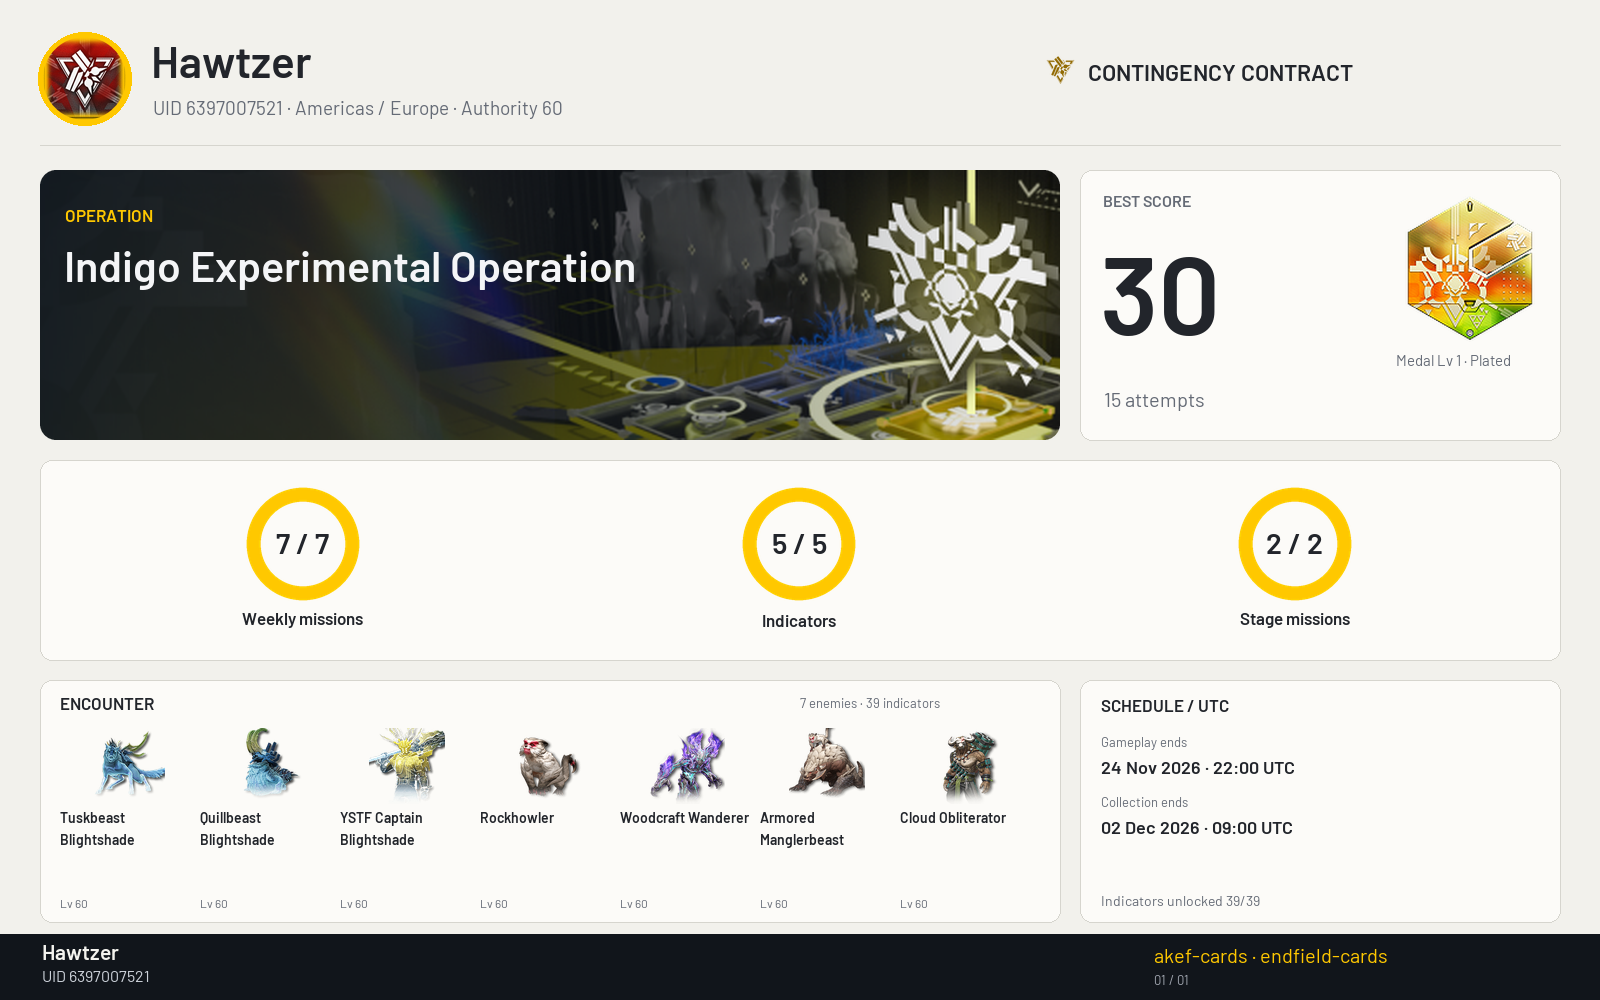 Hawtzer
UID 6397007521 · Americas / Europe · Authority 60
CONTINGENCY CONTRACT
OPERATION
Indigo Experimental Operation
BEST SCORE
30
Medal Lv 1 · Plated
15 attempts
7 / 7
Weekly missions
5 / 5
Indicators
2 / 2
Stage missions
ENCOUNTER
7 enemies · 39 indicators
Tuskbeast
Blightshade
Lv 60
Quillbeast
Blightshade
Lv 60
YSTF Captain
Blightshade
Lv 60
Rockhowler
Lv 60
Woodcraft Wanderer
Lv 60
Armored
Manglerbeast
Lv 60
Cloud Obliterator
Lv 60
SCHEDULE / UTC
Gameplay ends
24 Nov 2026 · 22:00 UTC
Collection ends
02 Dec 2026 · 09:00 UTC
Indicators unlocked 39/39
Hawtzer
UID 6397007521
akef-cards · endfield-cards
01 / 01